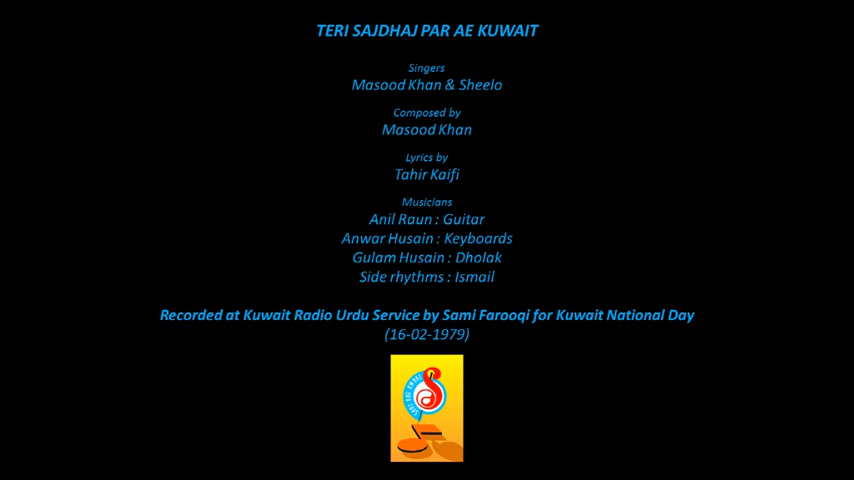 TERI SAJDHAJ PAR AE KUWAIT
Singers
Masood Khan & Sheelo
Composed by
Masood Khan
Lyrics by
Tahir Kaifi
Musicians
Anil Raun : Guitar
Anwar Husain : Keyboards
Gulam Husain : Dholak
Side rhythms : Ismail
Recorded at Kuwait Radio Urdu Service by Sami Farooqi for Kuwait National Day
(16-02-1979)